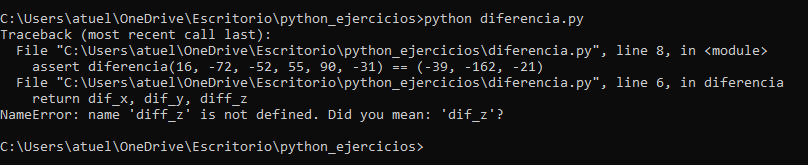 C:\Users\atuel\OneDrive\Escritorio\python_ejercicios>python diferencia.py
Traceback (most recent call last):
  File "C:\Users\atuel\OneDrive\Escritorio\python_ejercicios\diferencia.py", line 8, in <module>
    assert diferencia(16, -72, -52, 55, 90, -31) == (-39, -162, -21)
  File "C:\Users\atuel\OneDrive\Escritorio\python_ejercicios\diferencia.py", line 6, in diferencia
    return dif_x, dif_y, diff_z
NameError: name 'diff_z' is not defined. Did you mean: 'dif_z'?
C:\Users\atuel\OneDrive\Escritorio\python_ejercicios>